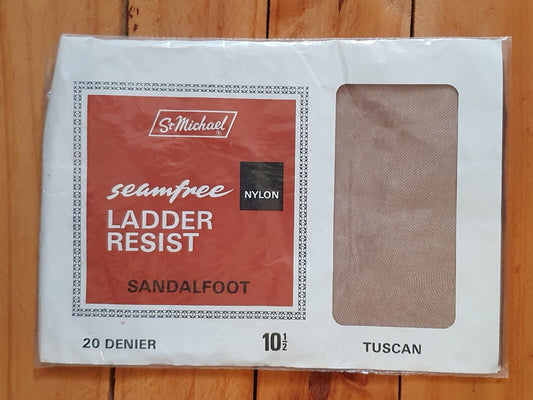 St Michael
®
seamfree
NYLON
LADDER
RESIST
SANDALFOOT
20 DENIER
10½
TUSCAN